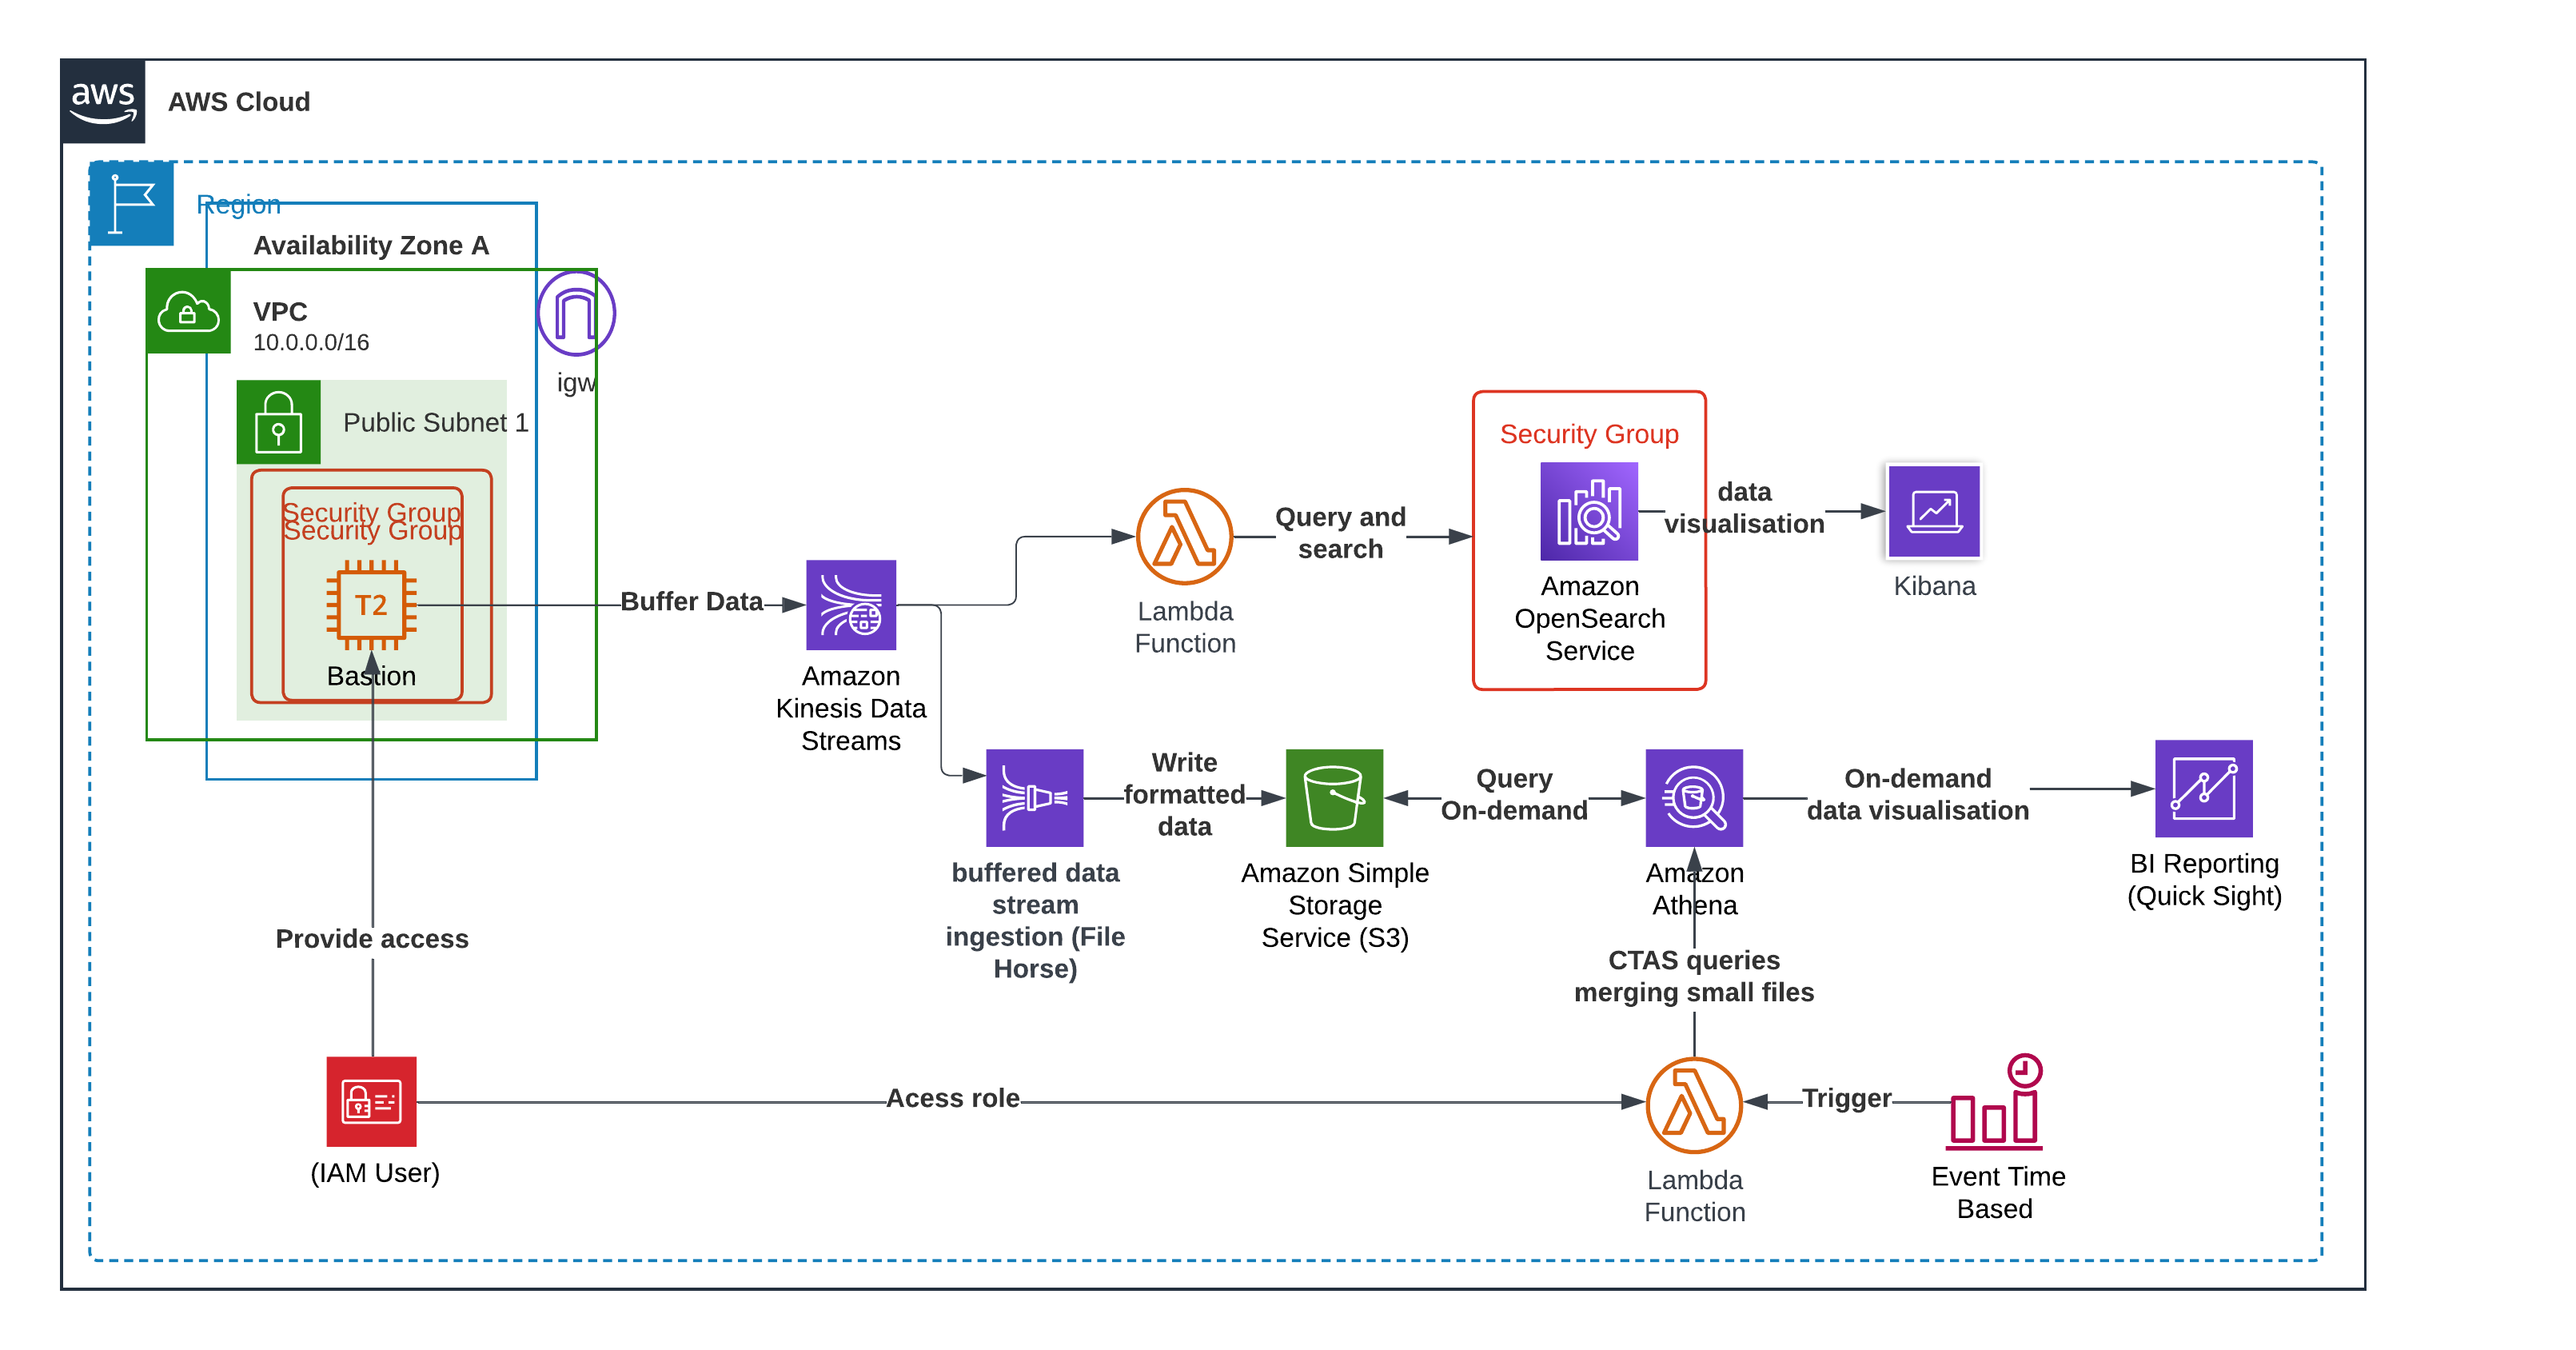 aws
AWS Cloud
Region
Availability Zone A
VPC
10.0.0.0/16
igw
Public Subnet 1
Security Group
Security Group
T2
Bastion
Buffer Data
Amazon
Kinesis Data
Streams
Lambda
Function
Query and
search
Security Group
Amazon
OpenSearch
Service
data
visualisation
Kibana
buffered data
stream
ingestion (File
Horse)
Write
formatted
data
Amazon Simple
Storage
Service (S3)
Query
On-demand
Amazon
Athena
On-demand
data visualisation
BI Reporting
(Quick Sight)
Provide access
CTAS queries
merging small files
(IAM User)
Acess role
Lambda
Function
Trigger
Event Time
Based